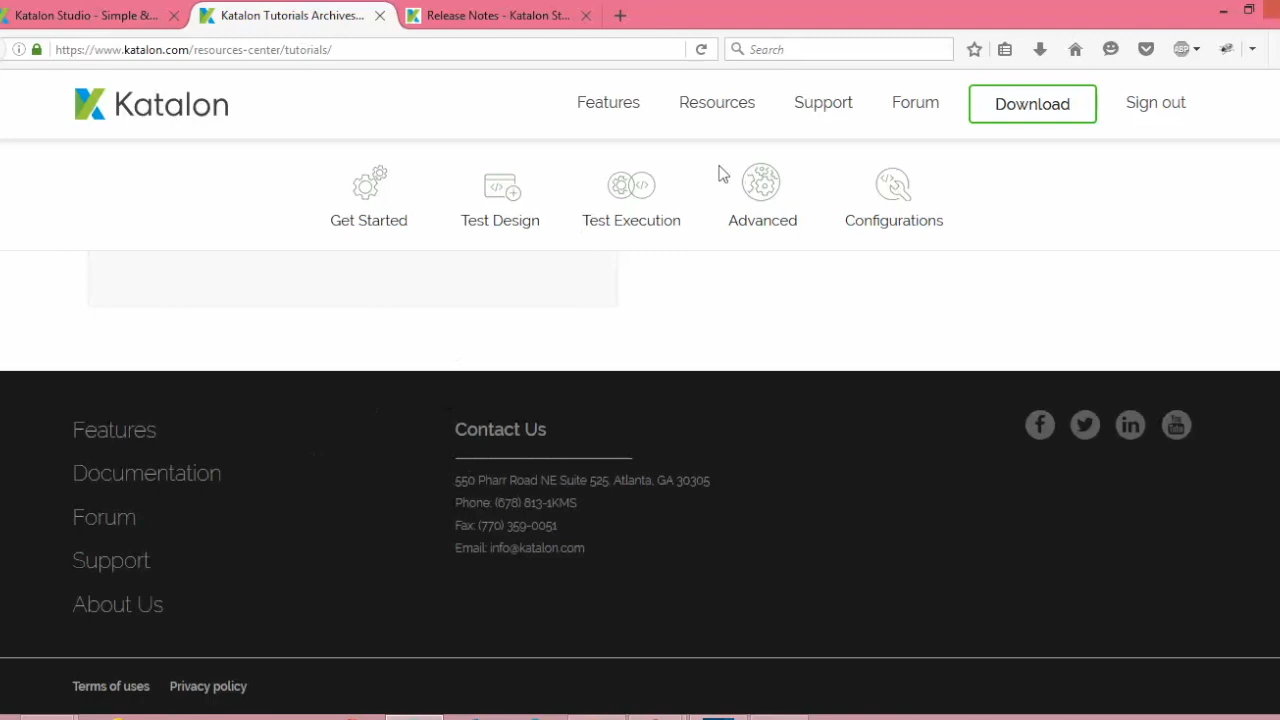 Katalon Studio - Simple &...
Katalon Tutorials Archives...
Release Notes - Katalon St...
https://www.katalon.com/resources-center/tutorials/
Search
ABP
Katalon
Features
Resources
Support
Forum
Download
Sign out
Get Started
Test Design
Test Execution
Advanced
Configurations
Features
Documentation
Forum
Support
About Us
Contact Us
550 Pharr Road NE Suite 525, Atlanta, GA 30305
Phone: (678) 813-1KMS
Fax: (770) 359-0051
Email: info@katalon.com
You Tube
Terms of uses
Privacy policy